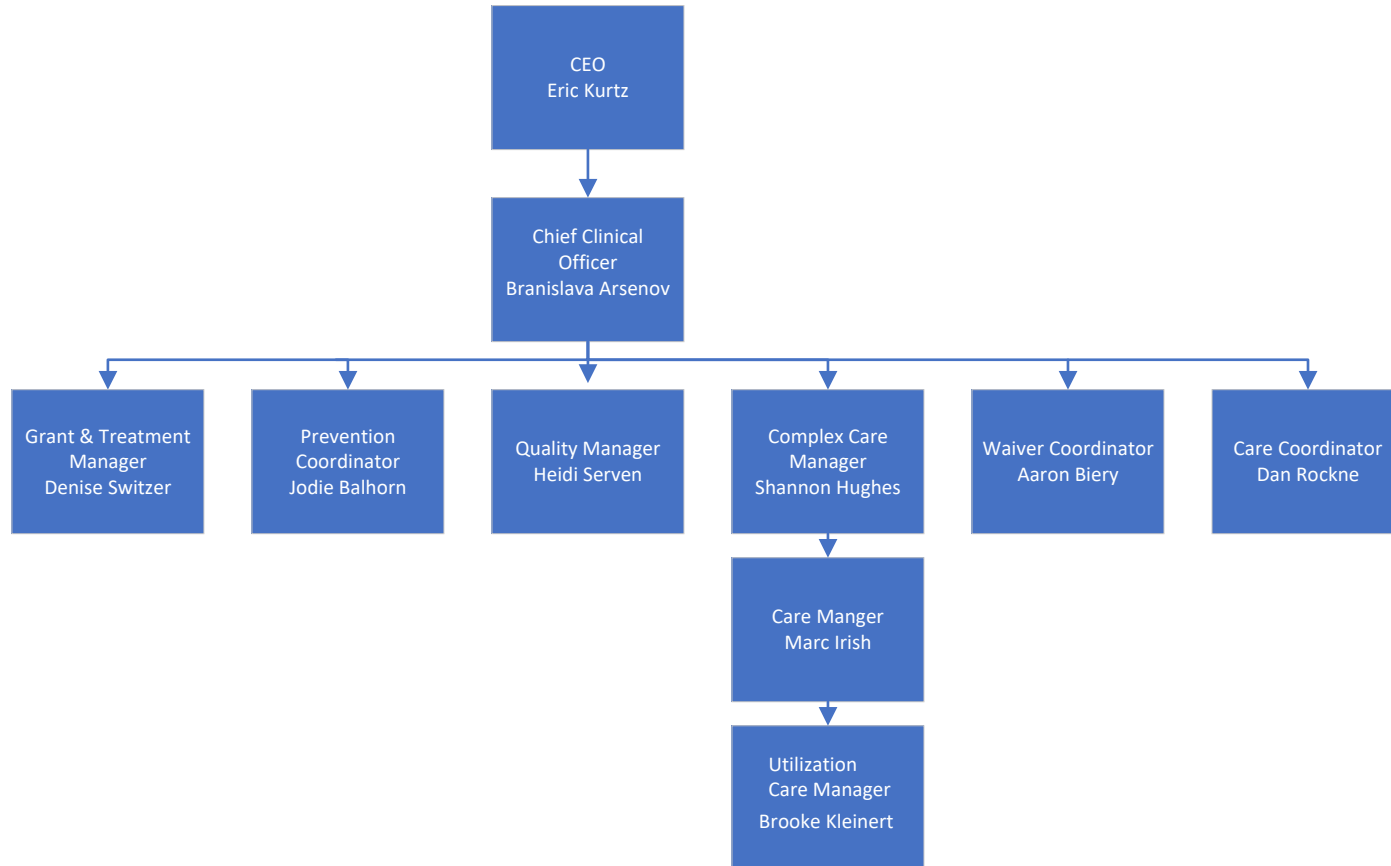 CEO
Eric Kurtz
Chief Clinical
Officer
Branislava Arsenov
Grant & Treatment
Manager
Denise Switzer
Prevention
Coordinator
Jodie Balhorn
Quality Manager
Heidi Serven
Complex Care
Manager
Shannon Hughes
Waiver Coordinator
Aaron Biery
Care Coordinator
Dan Rockne
Care Manger
Marc Irish
Utilization
Care Manager
Brooke Kleinert